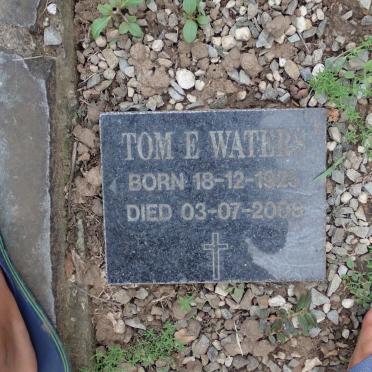 TOM E WATERS
BORN 18-12-1923
DIED 03-07-2008